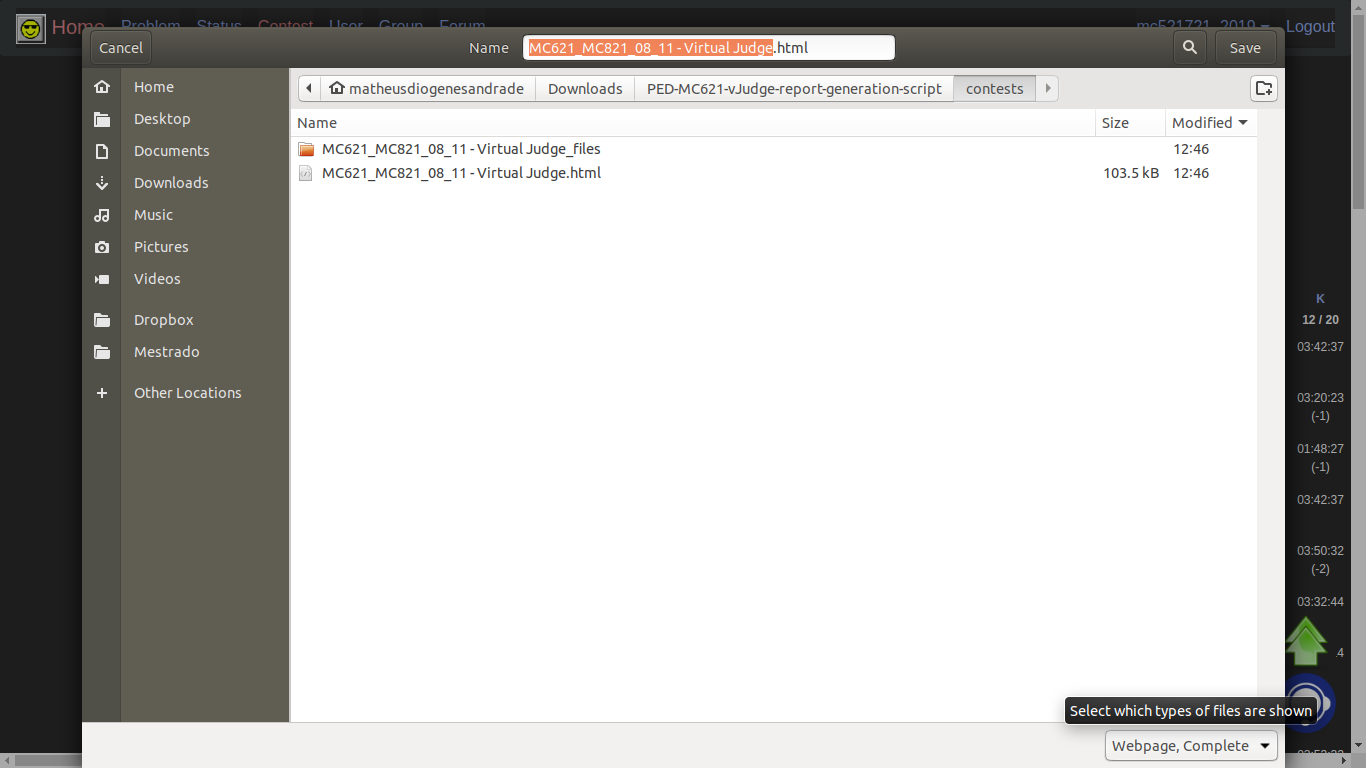 Home Problem Status Contest User Group Forum mc521721_2019 Logout
Cancel Name MC621_MC821_08_11 - Virtual Judge.html Save
Home
Desktop
Documents
Downloads
Music
Pictures
Videos
Dropbox
Mestrado
Other Locations
matheusdiogenesandrade Downloads PED-MC621-vJudge-report-generation-script contests
Name Size Modified
MC621_MC821_08_11 - Virtual Judge_files 12:46
MC621_MC821_08_11 - Virtual Judge.html 103.5 kB 12:46
K
12 / 20
03:42:37
03:20:23
(-1)
01:48:27
(-1)
03:42:37
03:50:32
(-2)
03:32:44
Select which types of files are shown
Webpage, Complete